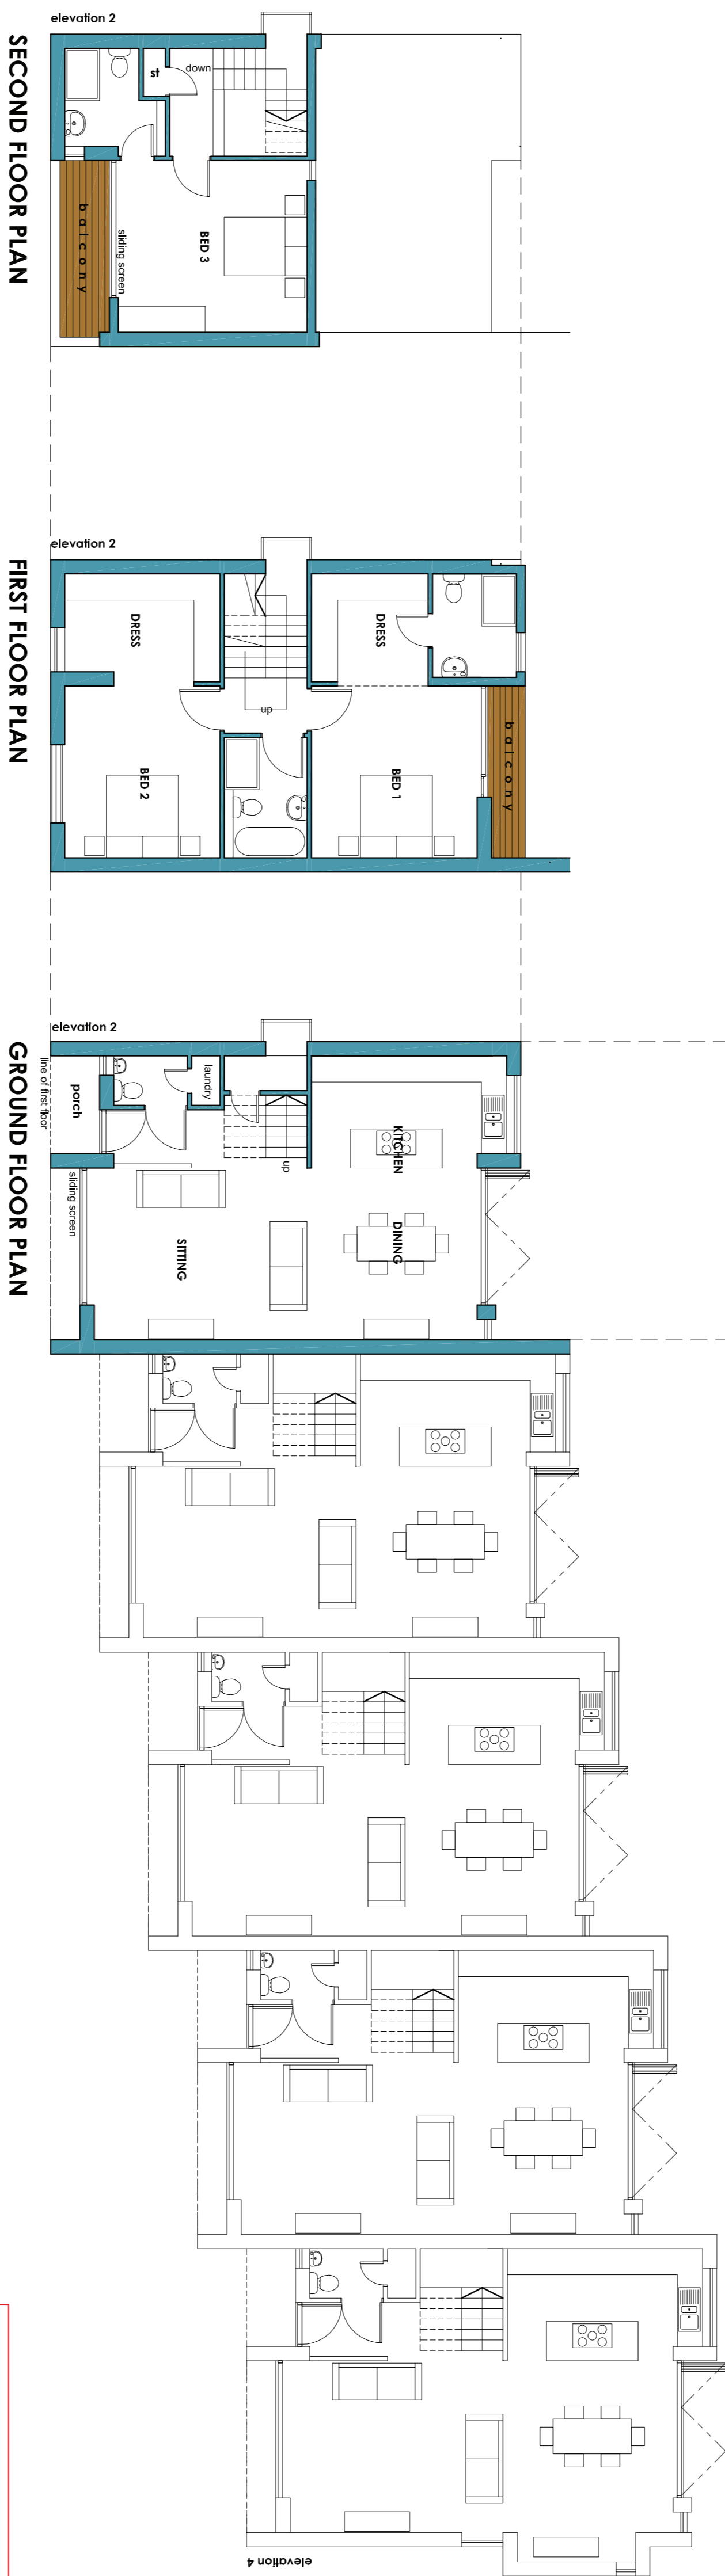 elevation 2
SECOND FLOOR PLAN
st
down
balcony
sliding screen
BED 3
elevation 2
FIRST FLOOR PLAN
DRESS
DRESS
up
BED 2
BED 1
balcony
elevation 2
GROUND FLOOR PLAN
line of first floor
porch
laundry
up
KITCHEN
sliding screen
SITTING
DINING
elevation 4